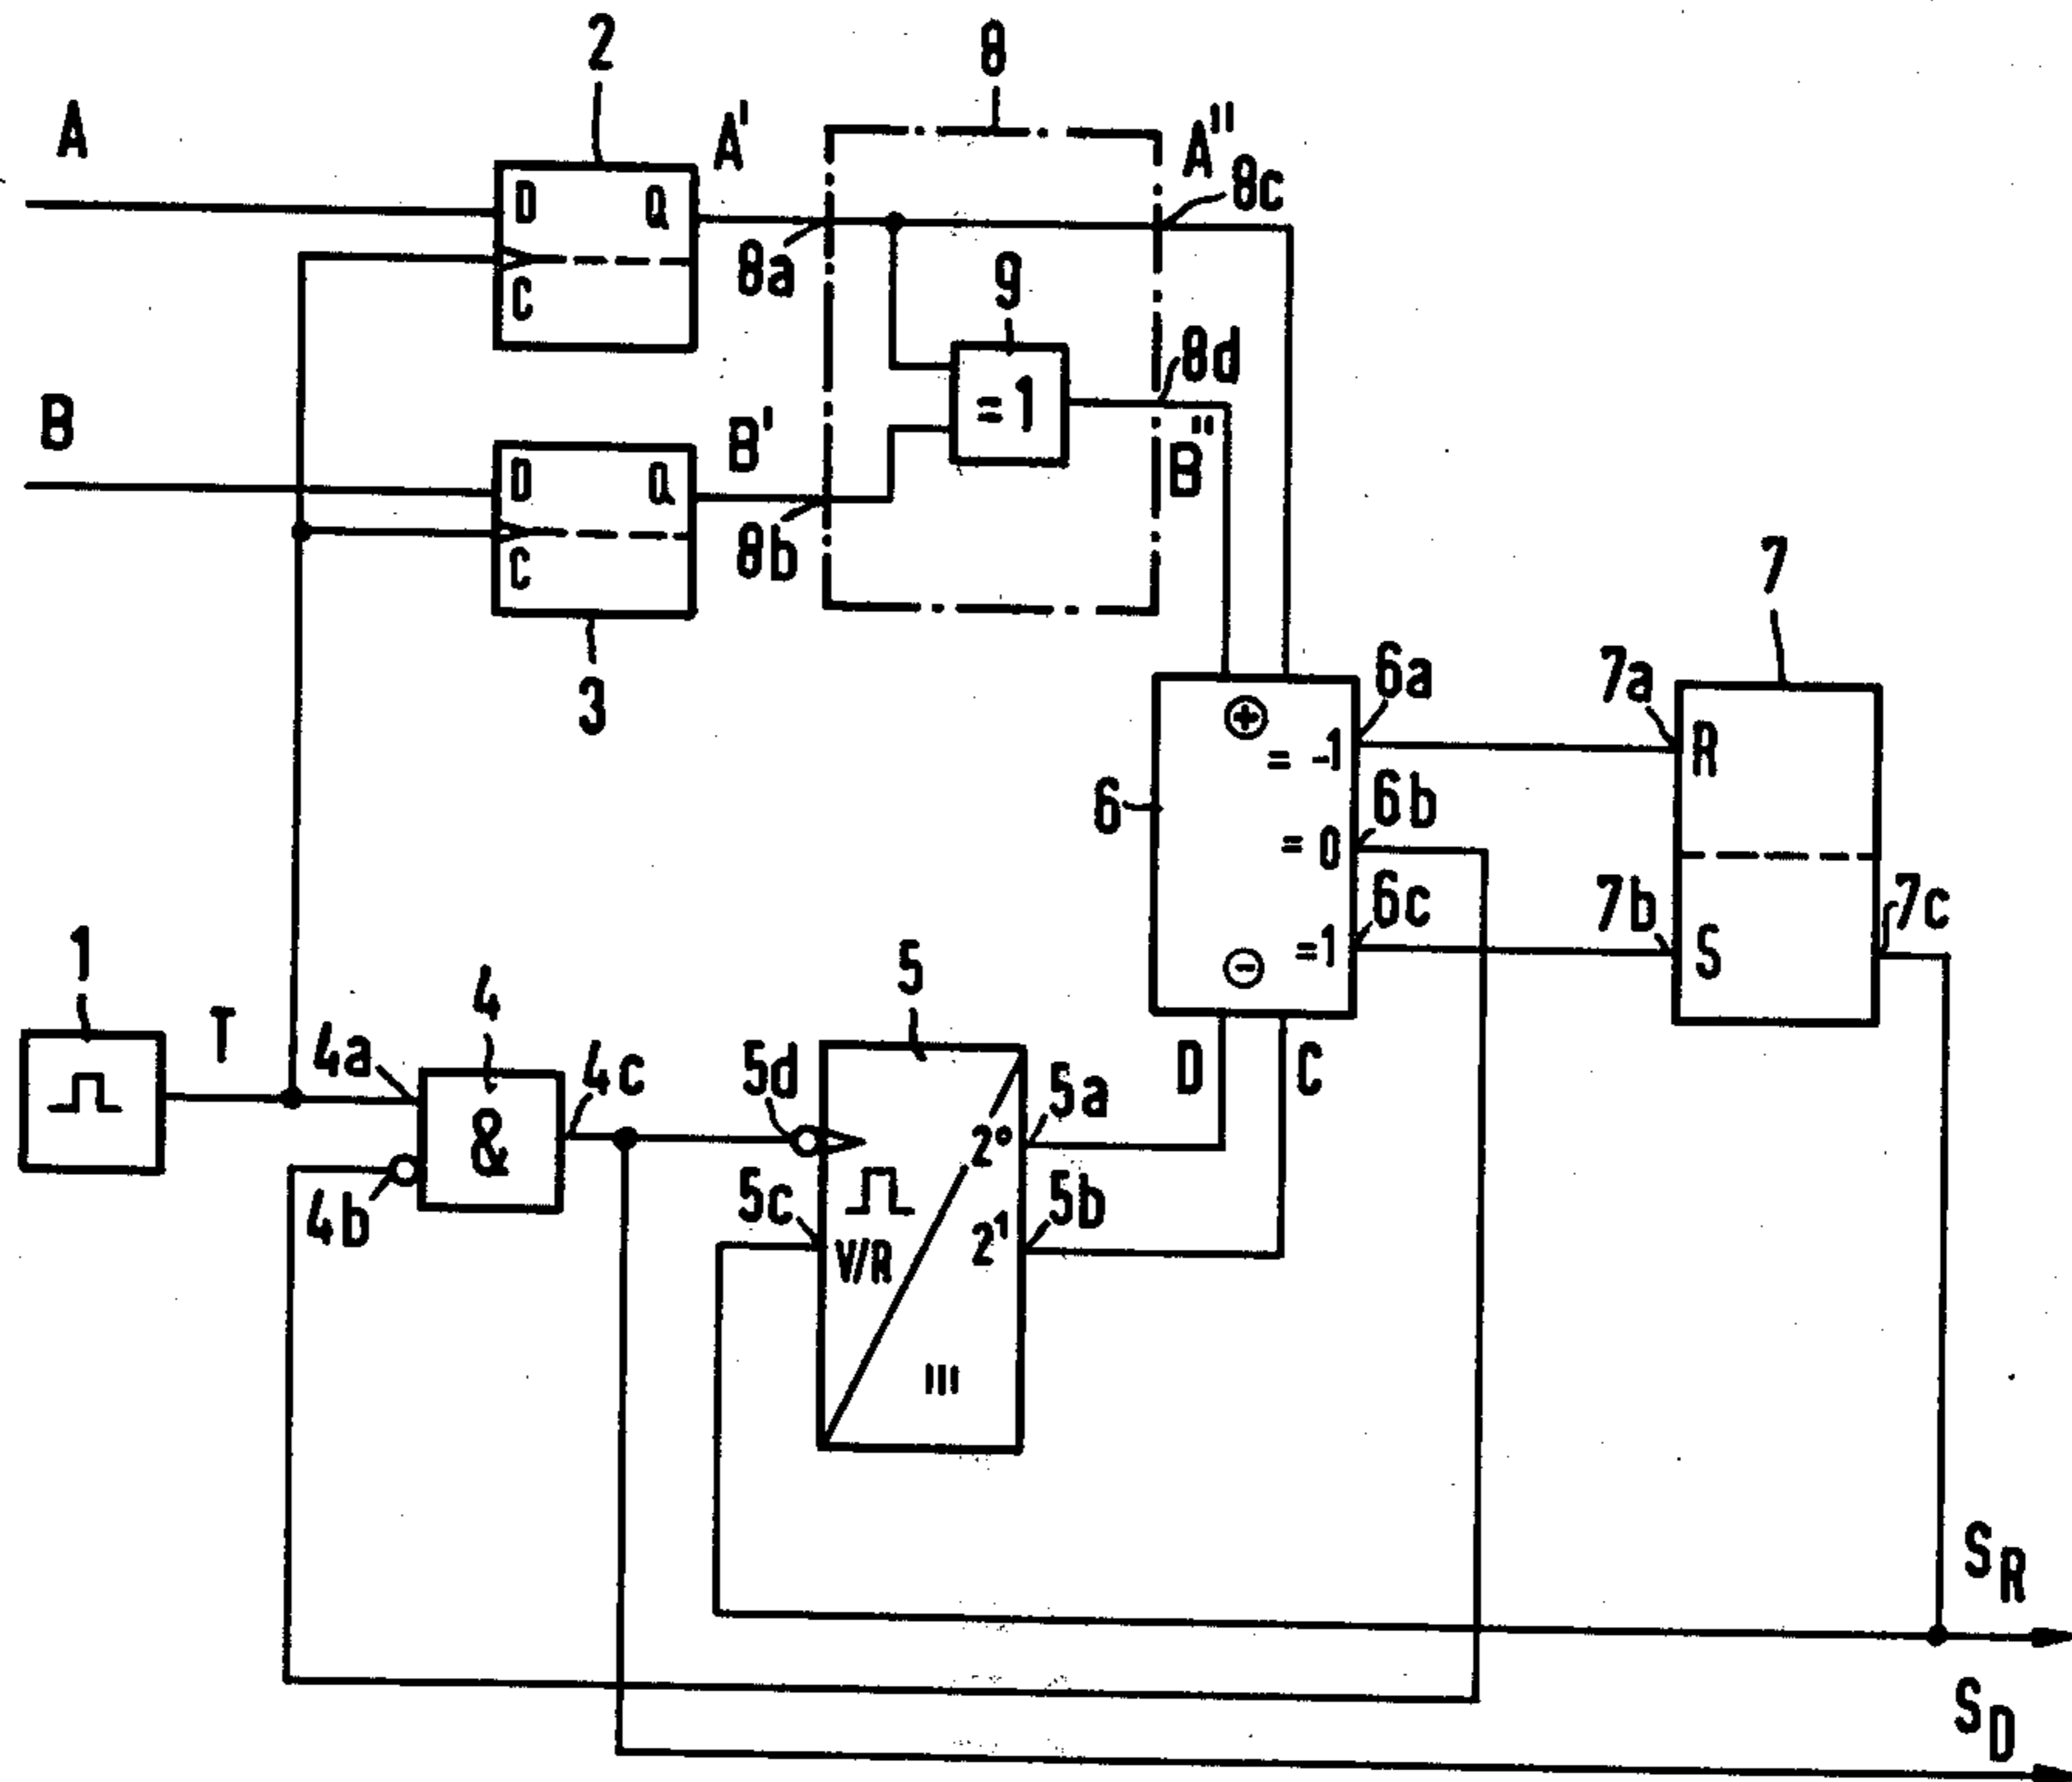 2
8
A
A'
A"
8c
D
Q
8a
C
9
8d
=1
B
B'
B"
D
Q
8b
C
3
7
6a
7a
⊕
= -1
R
6
6b
= 0
6c
7b
7c
=1
⊖
S
1
T
4a
4
4c
5d
5
5a
D
C
&
2⁰
4b
5c
5b
V/R
2¹
S_R
S_D